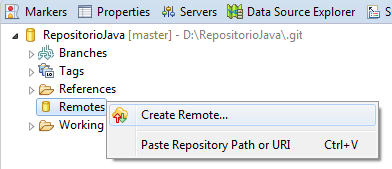 Markers Properties Servers Data Source Explorer
RepositorioJava [master] - D:\RepositorioJava\.git
Branches
Tags
References
Remotes
Create Remote...
Working
Paste Repository Path or URI Ctrl+V